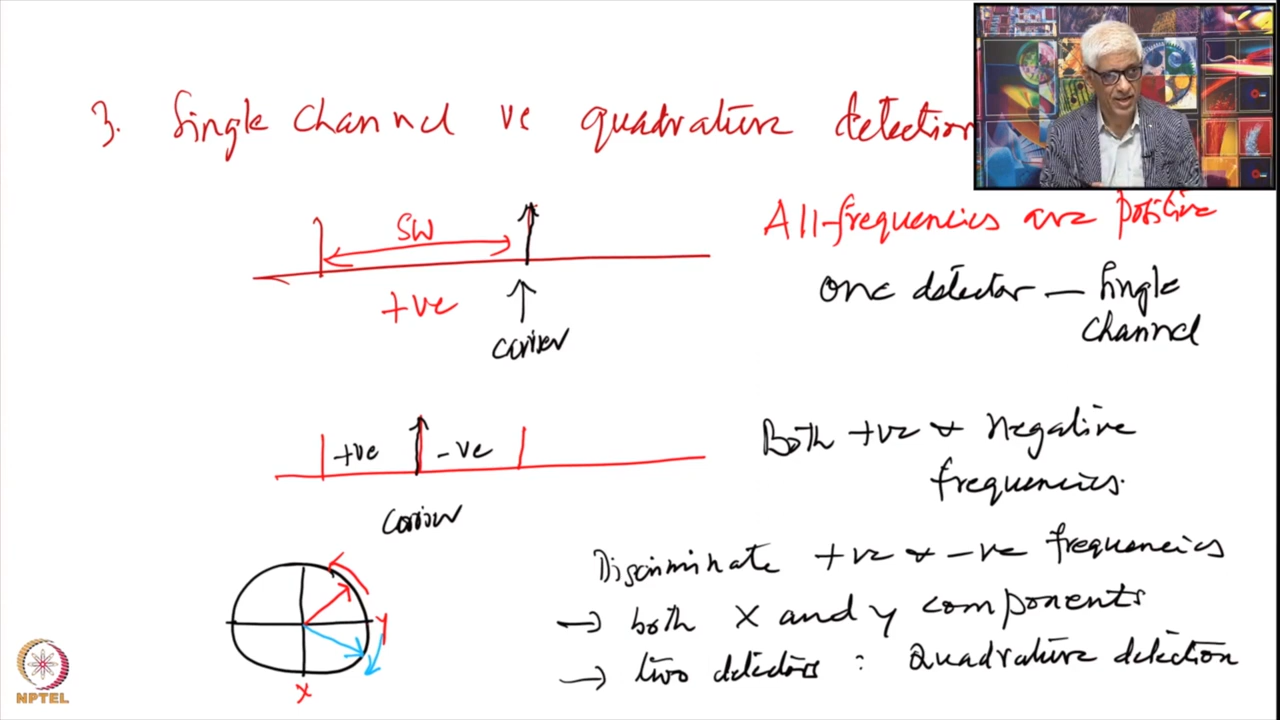 3. Single channel vs quadrature detection
SW
+ve
carrier
All-frequencies are positive
one detector — Single
channel
+ve
-ve
carrier
Both +ve & Negative
frequencies.
Discriminate +ve & -ve frequencies
→ both X and Y components
→ two detectors : Quadrature detection
Y
X
NPTEL